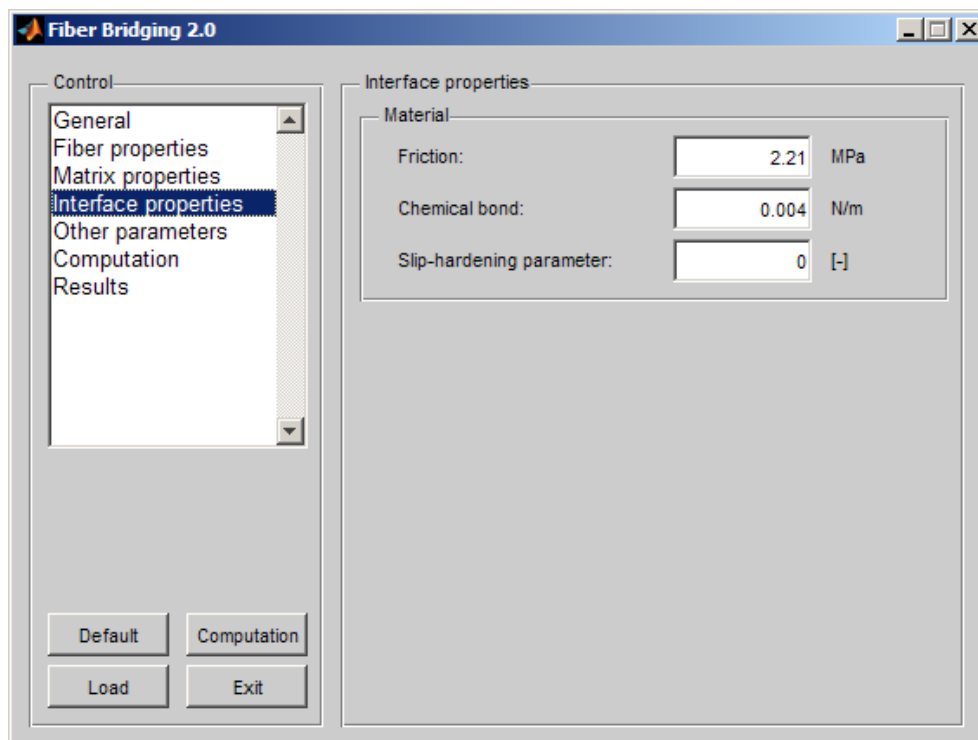 Fiber Bridging 2.0
Control
General
Fiber properties
Matrix properties
Interface properties
Other parameters
Computation
Results
Default Computation
Load Exit
Interface properties
Material
Friction: 2.21 MPa
Chemical bond: 0.004 N/m
Slip-hardening parameter: 0 [-]